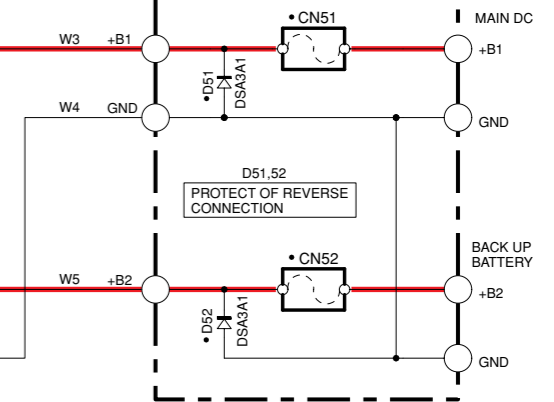 • CN51
MAIN DC
W3
+B1
+B1
• D51
DSA3A1
W4
GND
GND
D51,52
PROTECT OF REVERSE
CONNECTION
• CN52
BACK UP
BATTERY
W5
+B2
+B2
• D52
DSA3A1
GND